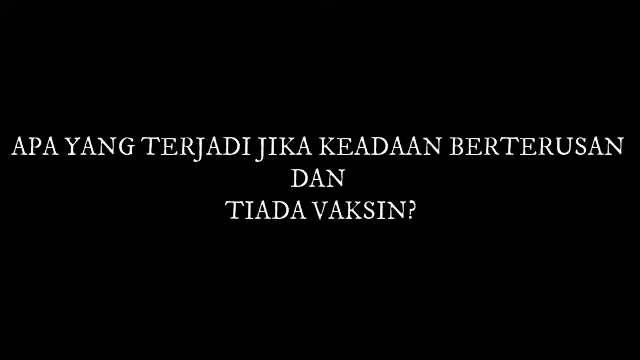 APA YANG TERJADI JIKA KEADAAN BERTERUSAN
DAN
TIADA VAKSIN?